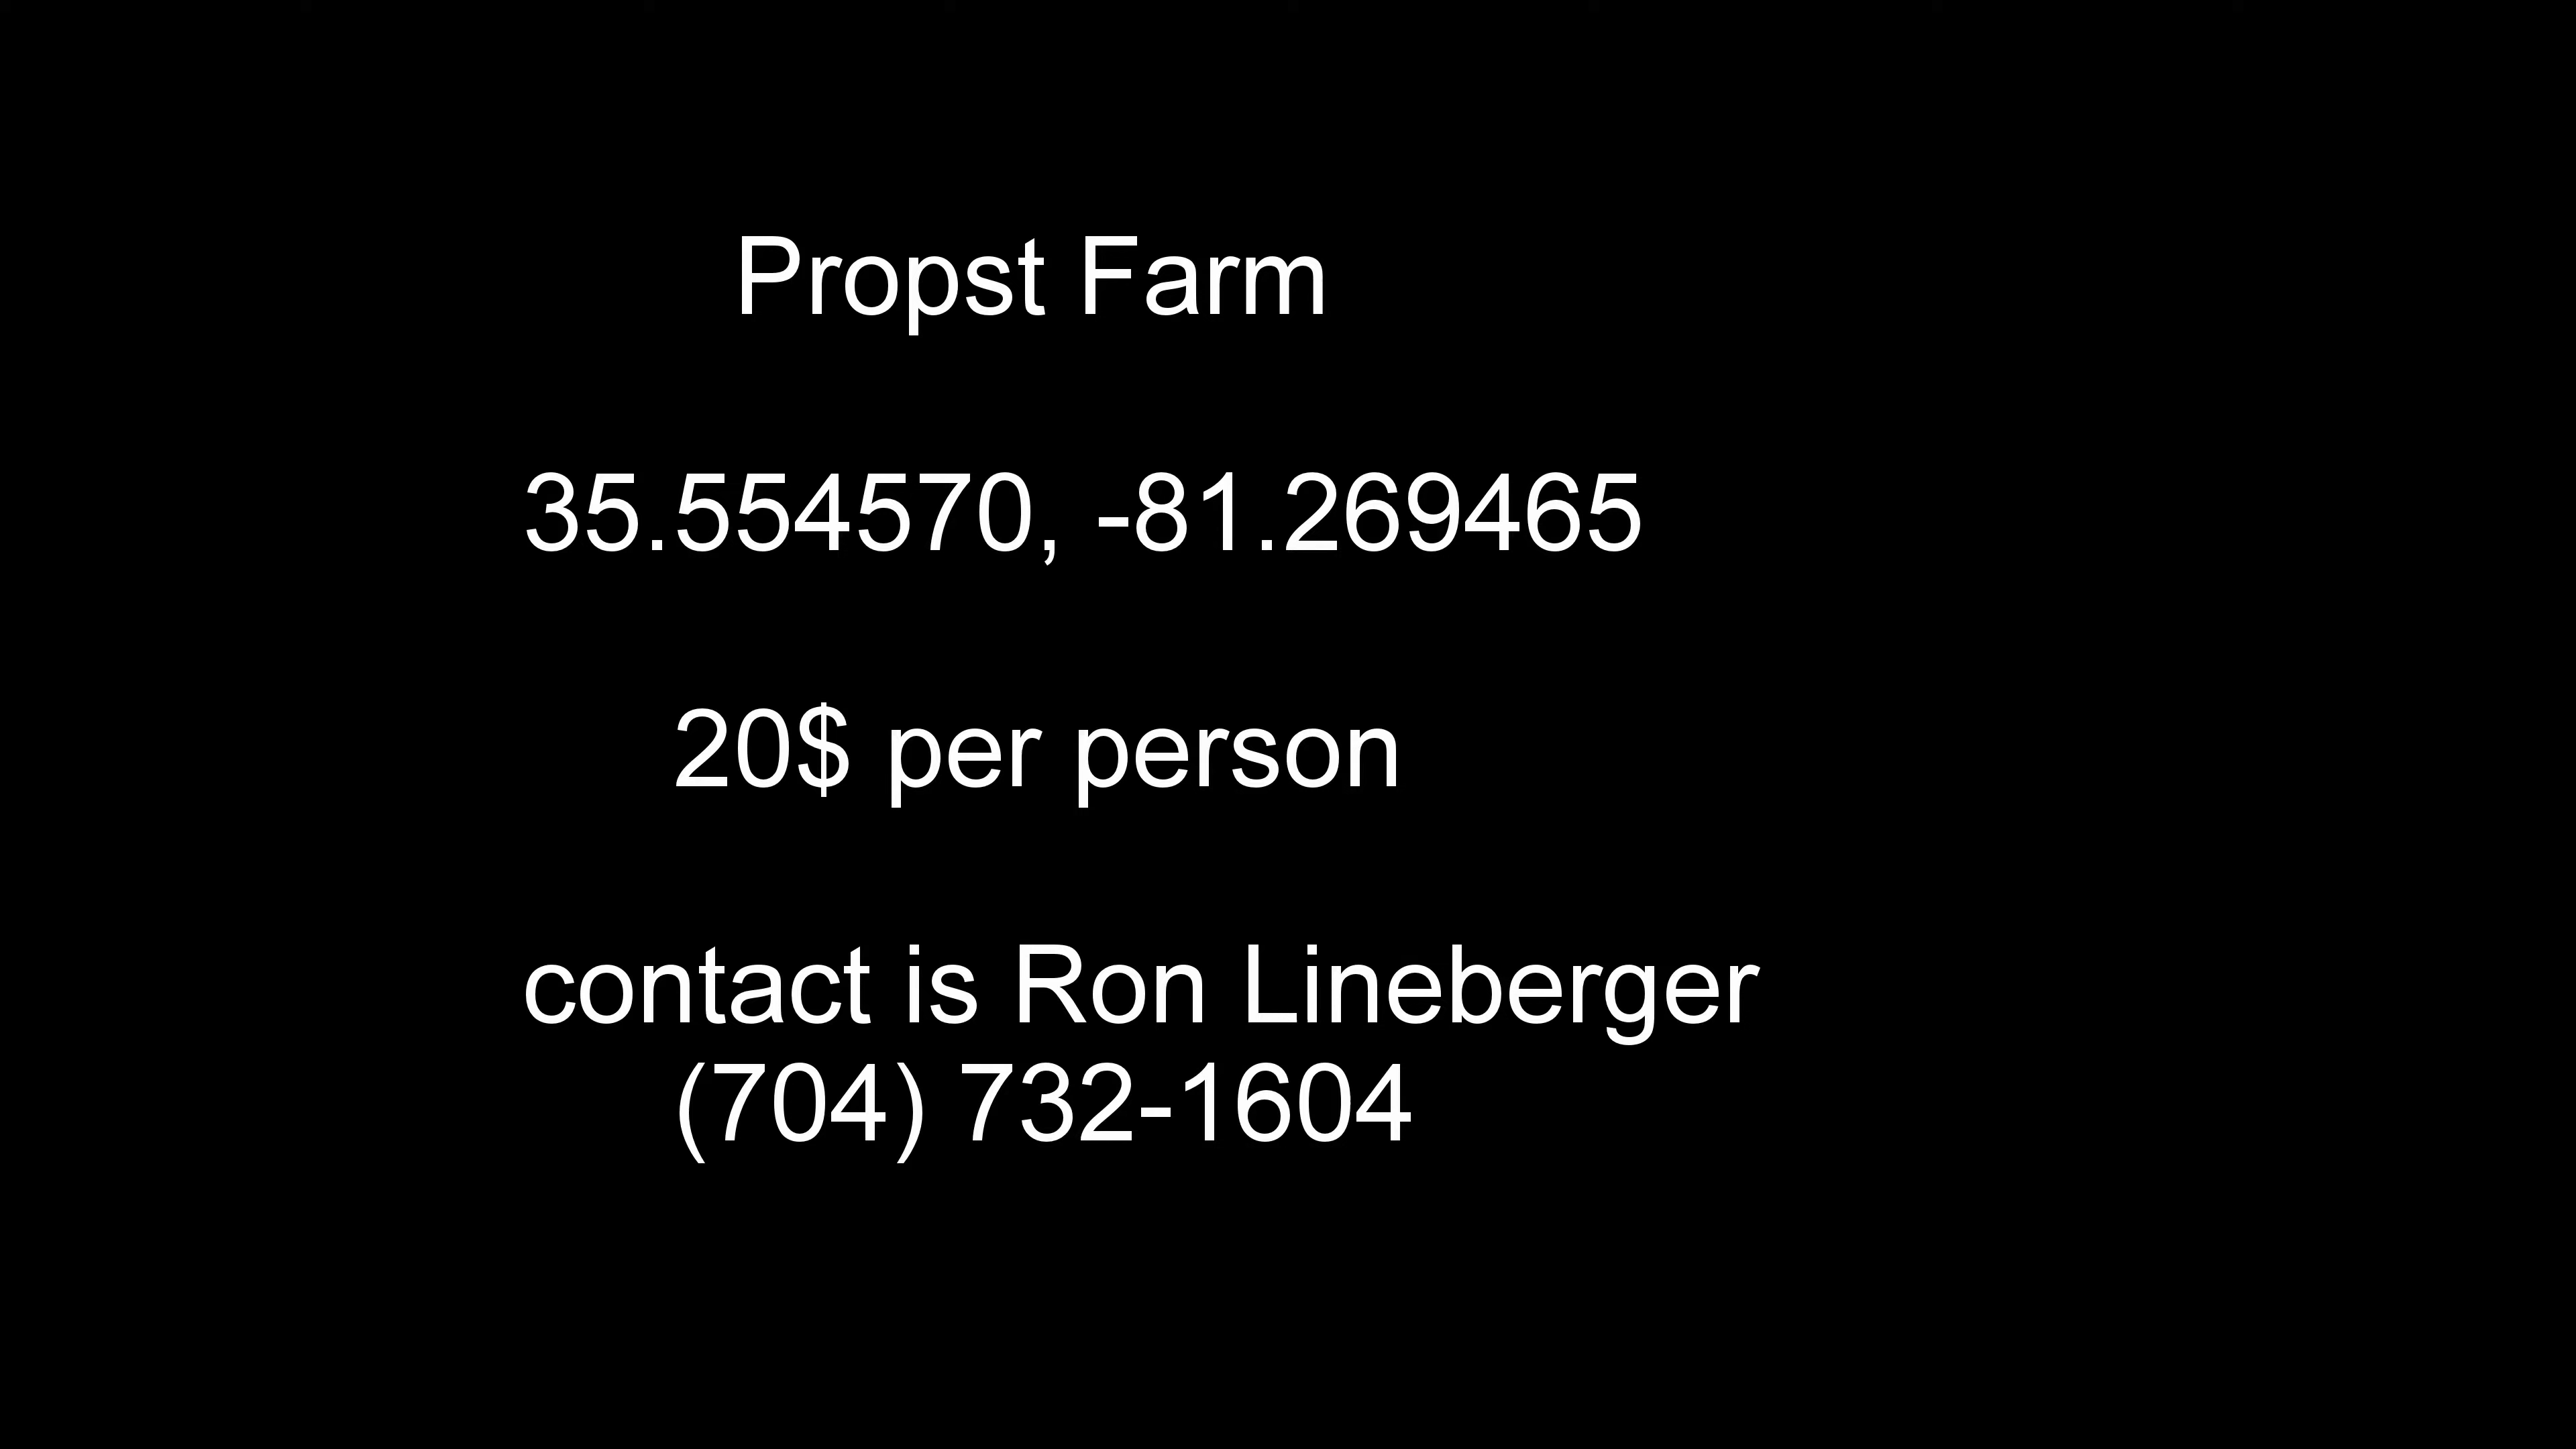 Propst Farm
35.554570, -81.269465
20$ per person
contact is Ron Lineberger
(704) 732-1604